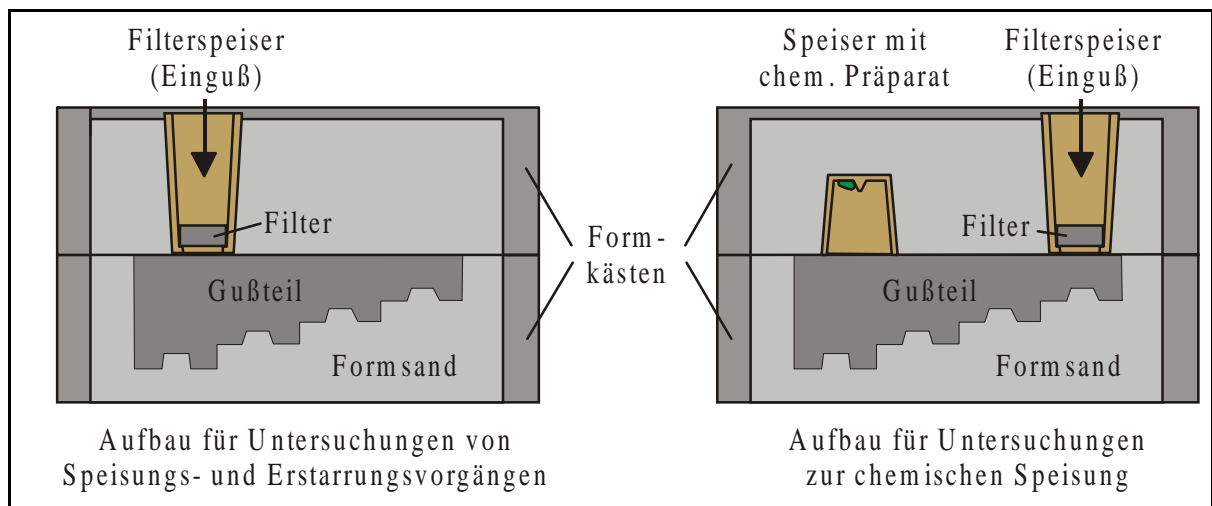 Filterspeiser
(Einguß)
Filter
Gußteil
Formsand
Aufbau für Untersuchungen von
Speisungs- und Erstarrungsvorgängen
Form-
kästen
Speiser mit
chem. Präparat
Filterspeiser
(Einguß)
Filter
Gußteil
Formsand
Aufbau für Untersuchungen
zur chemischen Speisung